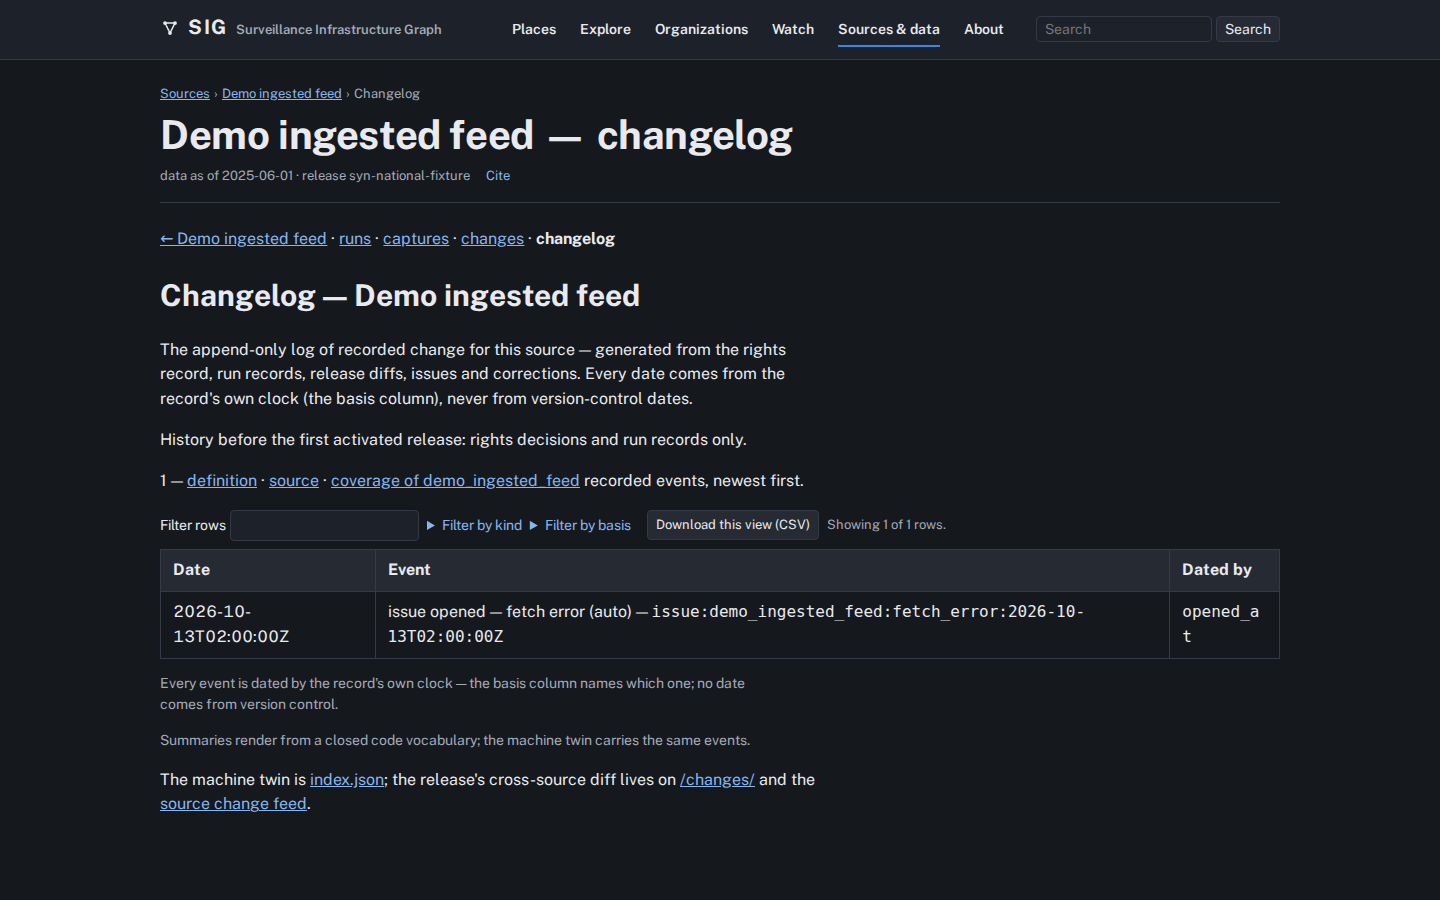 SIG Surveillance Infrastructure Graph Places Explore Organizations Watch Sources & data About Search Search
Sources › Demo ingested feed › Changelog
Demo ingested feed — changelog
data as of 2025-06-01 · release syn-national-fixture Cite
← Demo ingested feed · runs · captures · changes · changelog
Changelog — Demo ingested feed
The append-only log of recorded change for this source — generated from the rights
record, run records, release diffs, issues and corrections. Every date comes from the
record's own clock (the basis column), never from version-control dates.
History before the first activated release: rights decisions and run records only.
1 — definition · source · coverage of demo_ingested_feed recorded events, newest first.
Filter rows ▶ Filter by kind ▶ Filter by basis Download this view (CSV) Showing 1 of 1 rows.
Date Event Dated by
2026-10-
13T02:00:00Z
issue opened — fetch error (auto) — issue:demo_ingested_feed:fetch_error:2026-10-
13T02:00:00Z
opened_a
t
Every event is dated by the record's own clock — the basis column names which one; no date
comes from version control.
Summaries render from a closed code vocabulary; the machine twin carries the same events.
The machine twin is index.json; the release's cross-source diff lives on /changes/ and the
source change feed.